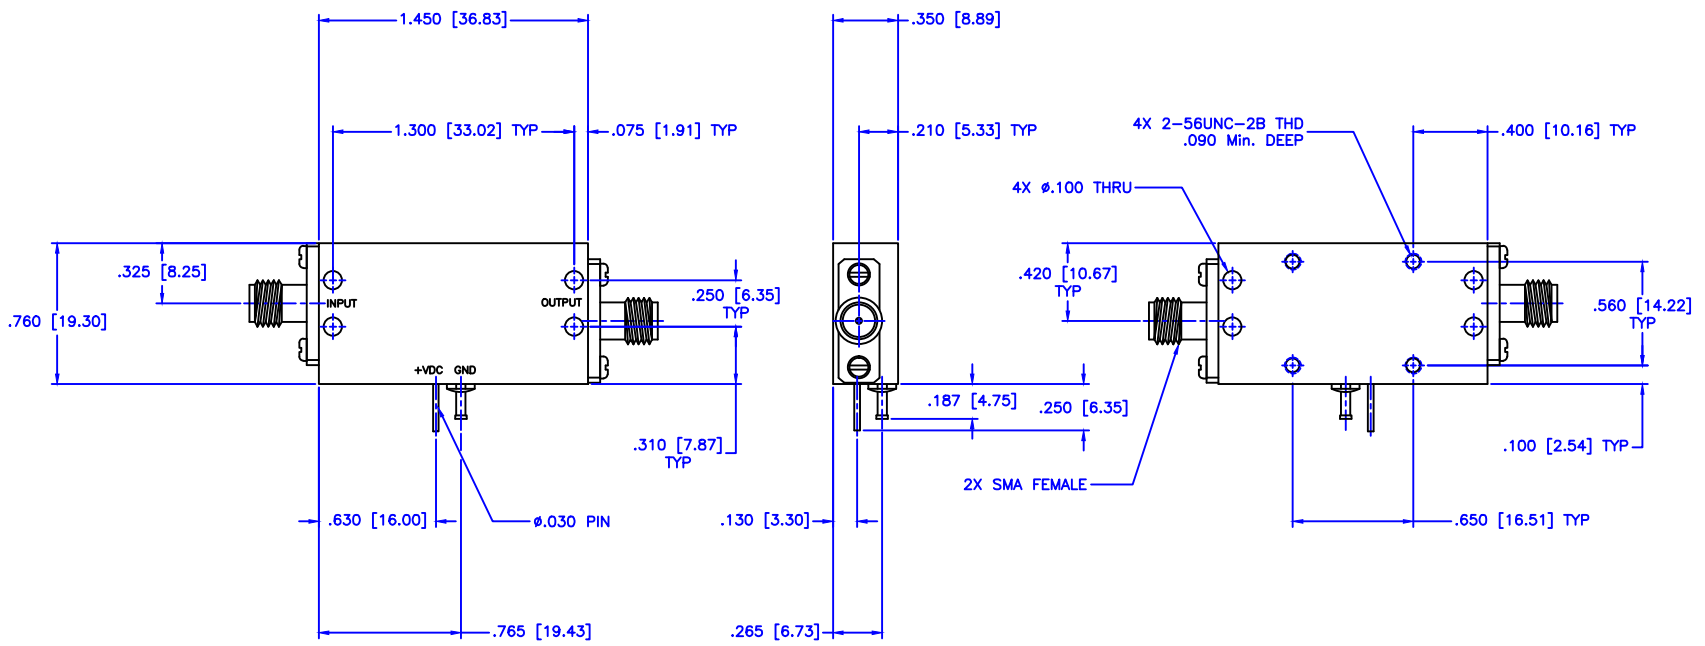 1.450 [36.83]
.350 [8.89]
1.300 [33.02] TYP
.075 [1.91] TYP
.210 [5.33] TYP
4X 2-56UNC-2B THD
.090 Min. DEEP
.400 [10.16] TYP
4X ø.100 THRU
.325 [8.25]
.420 [10.67]
TYP
.250 [6.35]
TYP
.560 [14.22]
TYP
INPUT
OUTPUT
.760 [19.30]
+VDC GND
.187 [4.75]
.250 [6.35]
.310 [7.87]
TYP
.100 [2.54] TYP
2X SMA FEMALE
.630 [16.00]
ø.030 PIN
.130 [3.30]
.650 [16.51] TYP
.765 [19.43]
.265 [6.73]